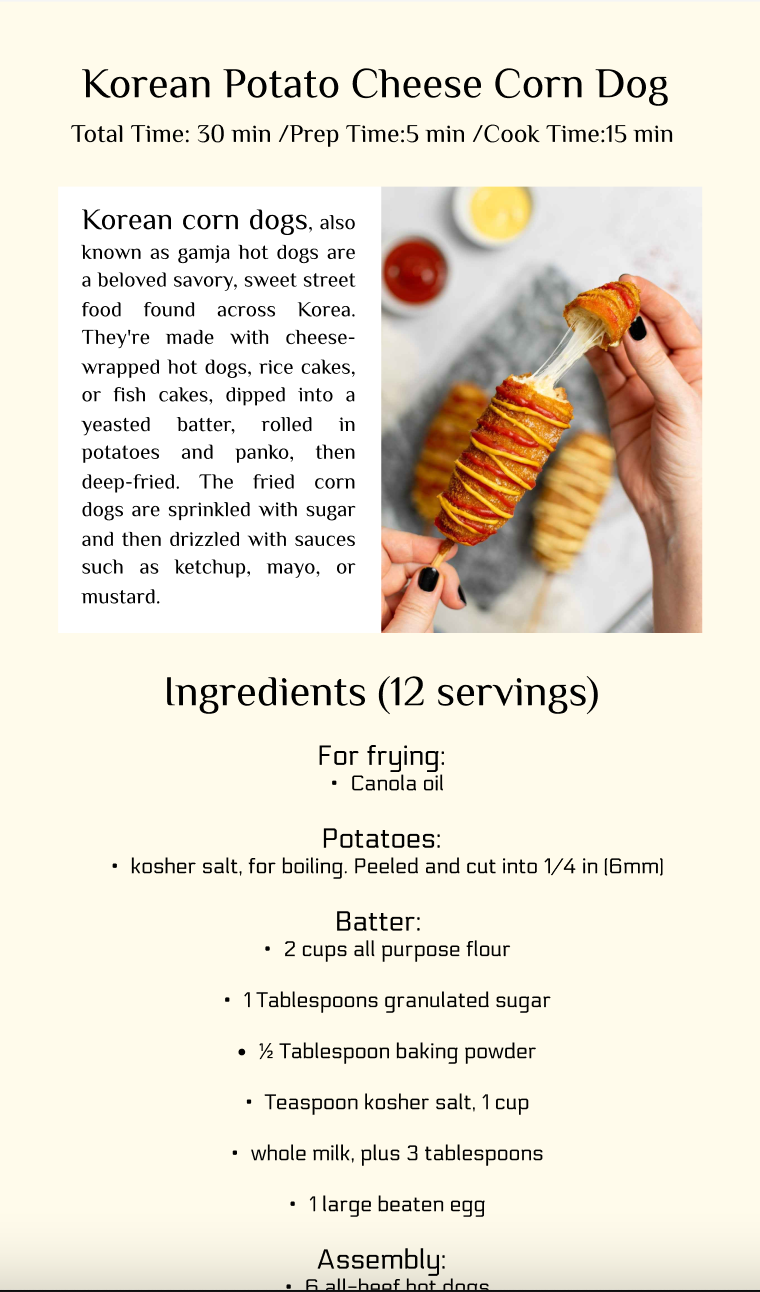 Korean Potato Cheese Corn Dog
Total Time: 30 min /Prep Time:5 min /Cook Time:15 min
Korean corn dogs, also
known as gamja hot dogs are
a beloved savory, sweet street
food found across Korea.
They're made with cheese-
wrapped hot dogs, rice cakes,
or fish cakes, dipped into a
yeasted batter, rolled in
potatoes and panko, then
deep-fried. The fried corn
dogs are sprinkled with sugar
and then drizzled with sauces
such as ketchup, mayo, or
mustard.
Ingredients (12 servings)
For frying:
• Canola oil
Potatoes:
• kosher salt, for boiling. Peeled and cut into 1/4 in (6mm)
Batter:
• 2 cups all purpose flour
• 1 Tablespoons granulated sugar
• ½ Tablespoon baking powder
• Teaspoon kosher salt, 1 cup
• whole milk, plus 3 tablespoons
• 1 large beaten egg
Assembly:
• 6 all-beef hot dogs